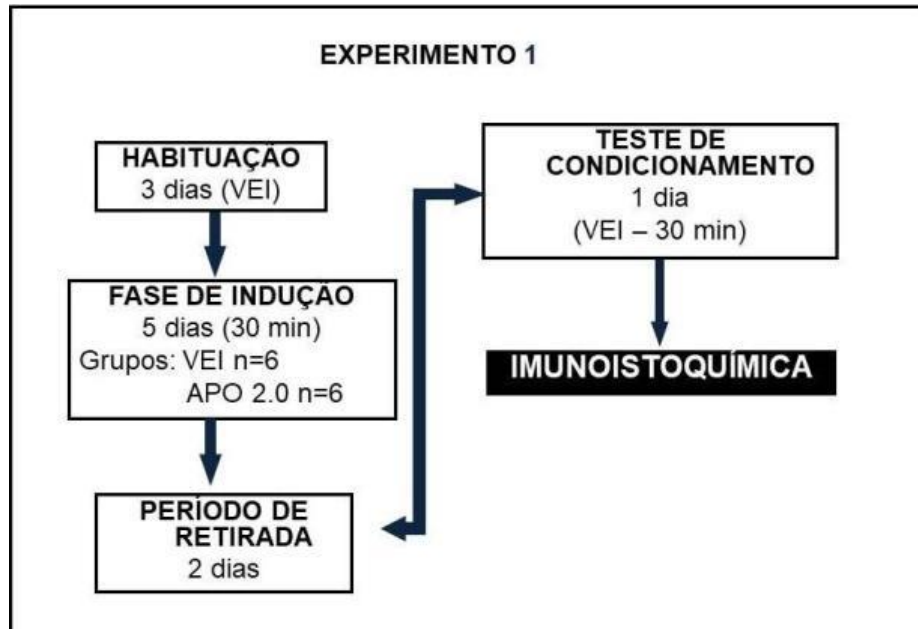 EXPERIMENTO 1
HABITUAÇÃO
3 dias (VEI)
FASE DE INDUÇÃO
5 dias (30 min)
Grupos: VEI n=6
APO 2.0 n=6
PERÍODO DE
RETIRADA
2 dias
TESTE DE
CONDICIONAMENTO
1 dia
(VEI – 30 min)
IMUNOISTOQUÍMICA